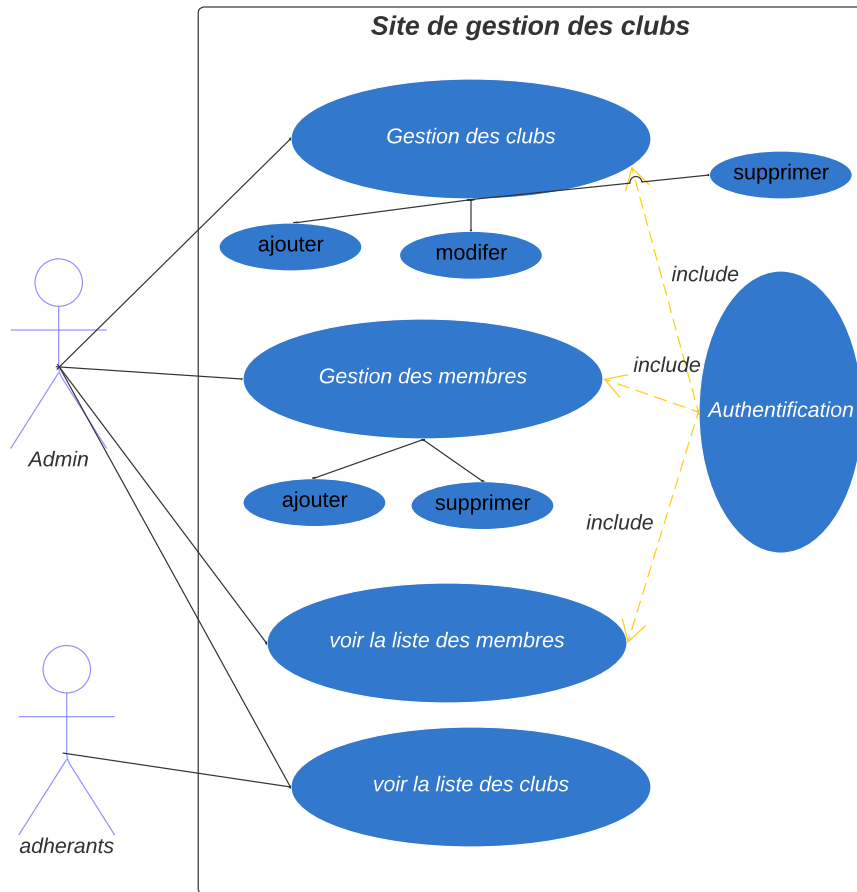 Site de gestion des clubs
Gestion des clubs
supprimer
ajouter
modifer
include
Gestion des membres
include
Authentification
Admin
ajouter
supprimer
include
voir la liste des membres
voir la liste des clubs
adherants